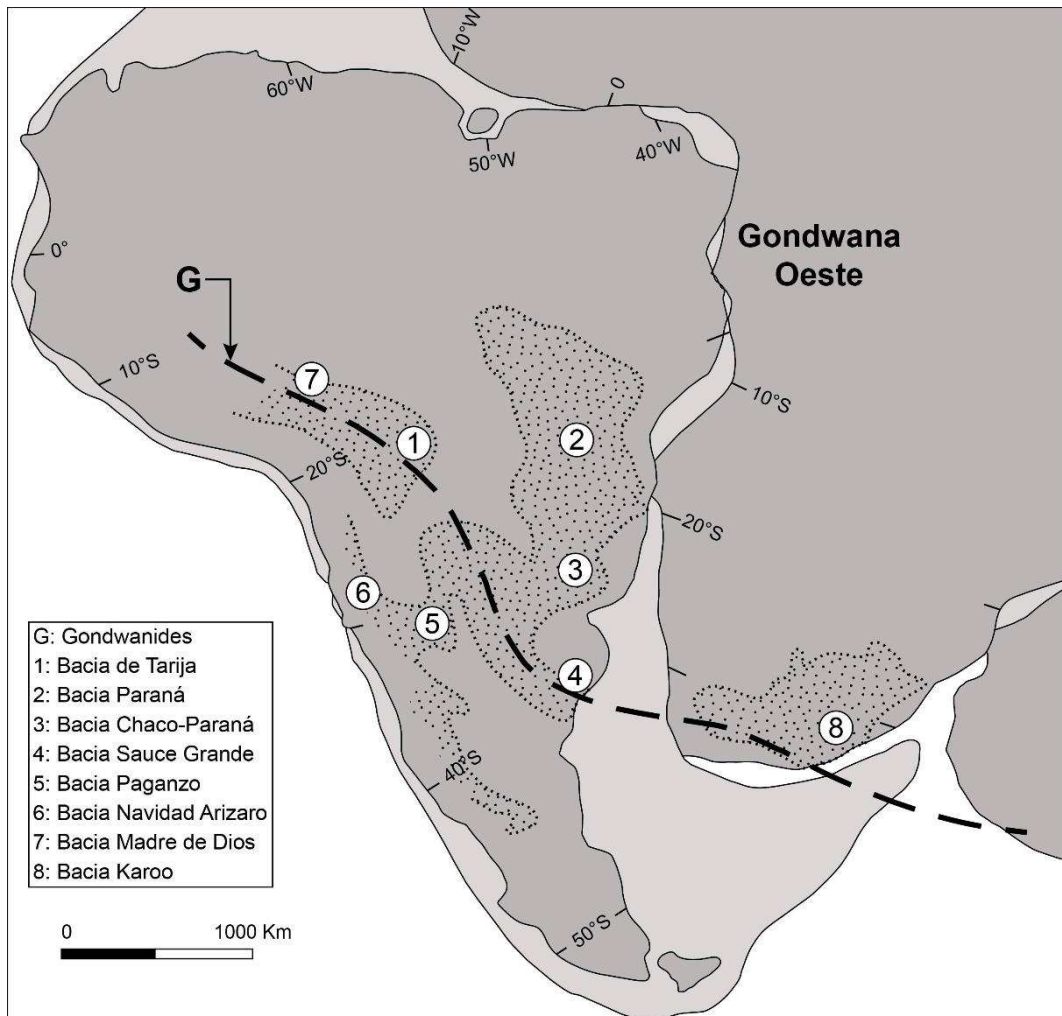 10°W
60°W
0
50°W
40°W
Gondwana
Oeste
0°
G
10°S
7
10°S
1
2
20°S
20°S
3
6
5
4
G: Gondwanides
1: Bacia de Tarija
2: Bacia Paraná
3: Bacia Chaco-Paraná
4: Bacia Sauce Grande
5: Bacia Paganzo
6: Bacia Navidad Arizaro
7: Bacia Madre de Dios
8: Bacia Karoo
8
40°S
0 1000 Km
50°S